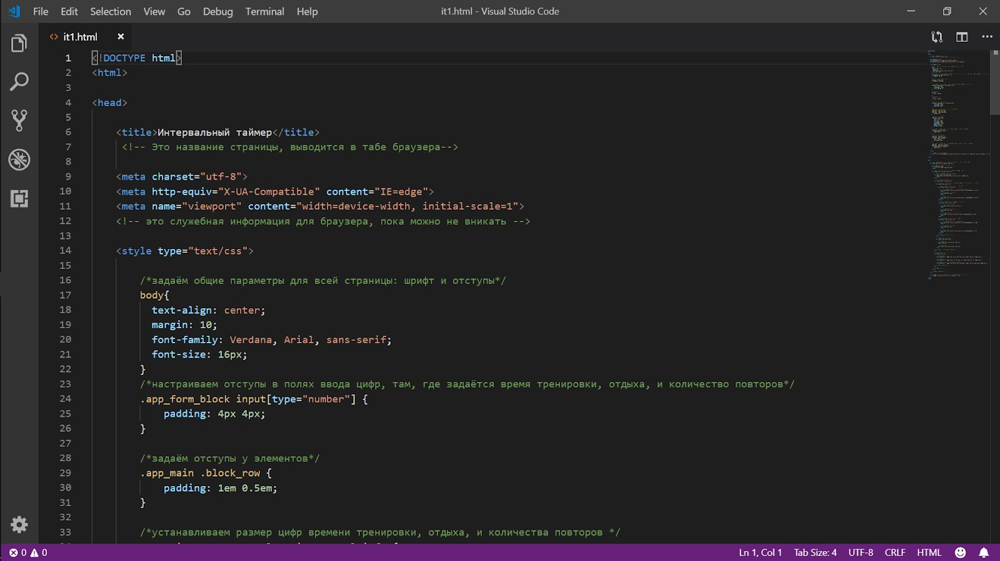 File Edit Selection View Go Debug Terminal Help it1.html - Visual Studio Code
<> it1.html ×
1 <!DOCTYPE html>
2 <html>
3
4 <head>
5
6 <title>Интервальный таймер</title>
7 <!-- Это название страницы, выводится в табе браузера-->
8
9 <meta charset="utf-8">
10 <meta http-equiv="X-UA-Compatible" content="IE=edge">
11 <meta name="viewport" content="width=device-width, initial-scale=1">
12 <!-- это служебная информация для браузера, пока можно не вникать -->
13
14 <style type="text/css">
15
16 /*задаём общие параметры для всей страницы: шрифт и отступы*/
17 body{
18 text-align: center;
19 margin: 10;
20 font-family: Verdana, Arial, sans-serif;
21 font-size: 16px;
22 }
23 /*настраиваем отступы в полях ввода цифр, там, где задаётся время тренировки, отдыха, и количество повторов*/
24 .app_form_block input[type="number"] {
25 padding: 4px 4px;
26 }
27
28 /*задаём отступы у элементов*/
29 .app_main .block_row {
30 padding: 1em 0.5em;
31 }
32
33 /*устанавливаем размер цифр времени тренировки, отдыха, и количества повторов */
0 0 Ln 1, Col 1 Tab Size: 4 UTF-8 CRLF HTML